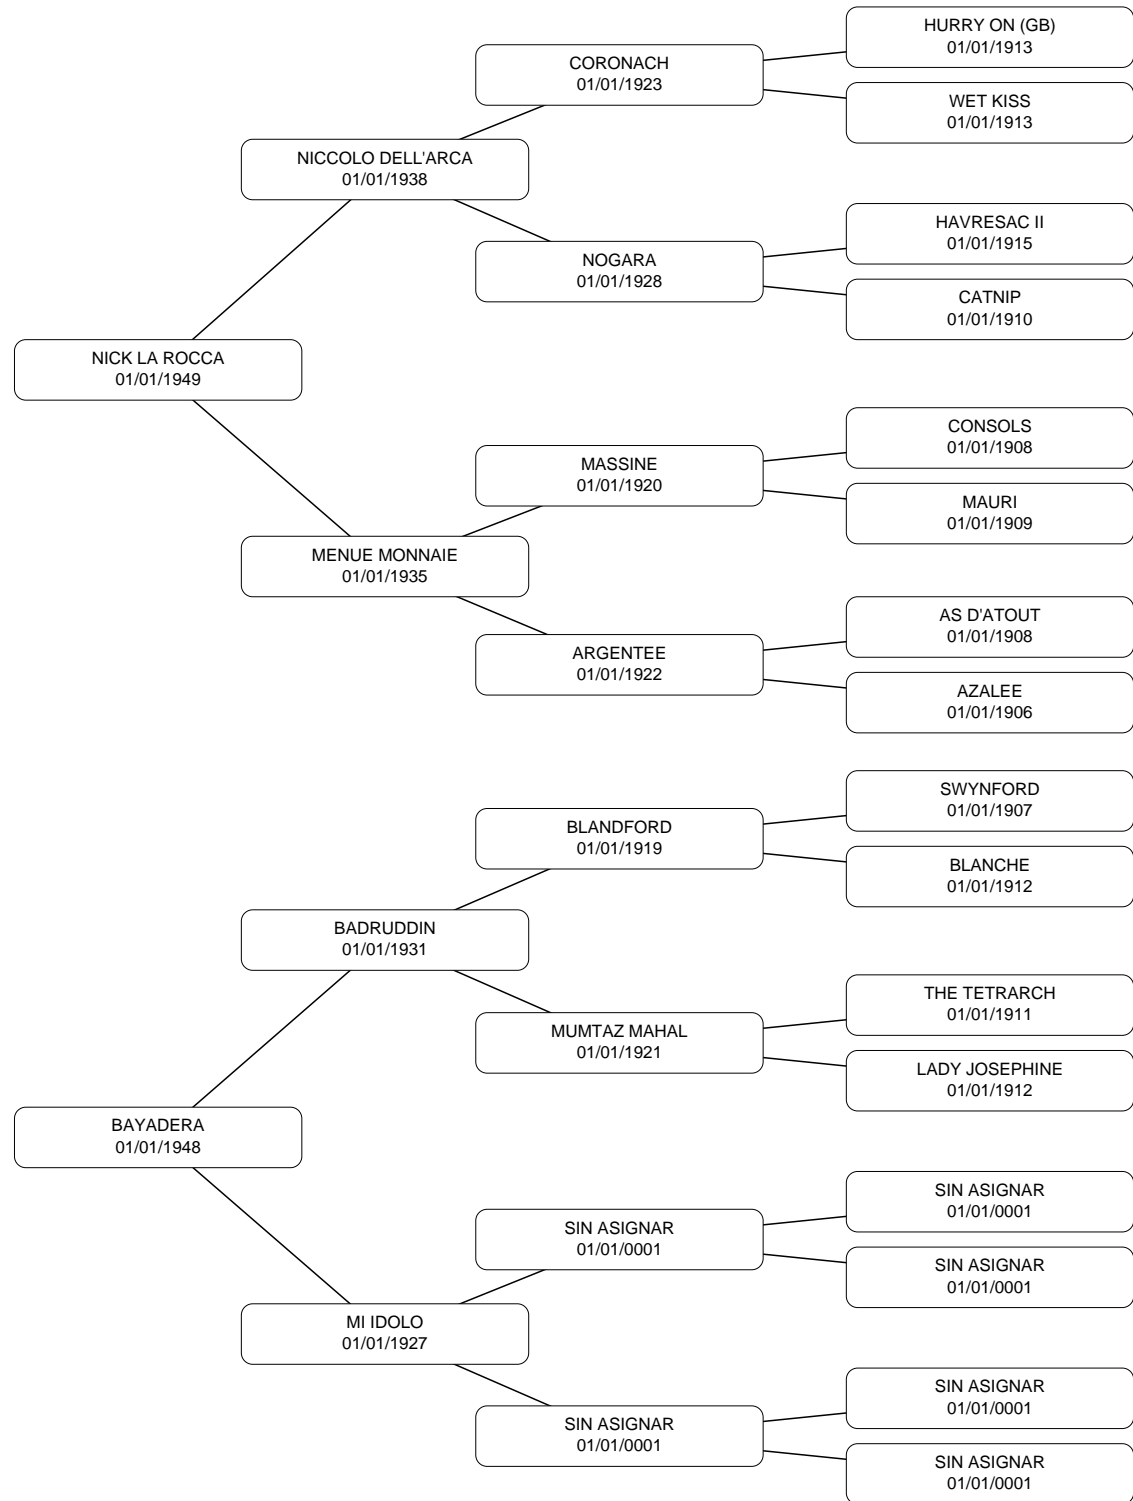 HURRY ON (GB)
01/01/1913
CORONACH
01/01/1923
WET KISS
01/01/1913
NICCOLO DELL'ARCA
01/01/1938
HAVRESAC II
01/01/1915
NOGARA
01/01/1928
CATNIP
01/01/1910
NICK LA ROCCA
01/01/1949
CONSOLS
01/01/1908
MASSINE
01/01/1920
MAURI
01/01/1909
MENUE MONNAIE
01/01/1935
AS D'ATOUT
01/01/1908
ARGENTEE
01/01/1922
AZALEE
01/01/1906
SWYNFORD
01/01/1907
BLANDFORD
01/01/1919
BLANCHE
01/01/1912
BADRUDDIN
01/01/1931
THE TETRARCH
01/01/1911
MUMTAZ MAHAL
01/01/1921
LADY JOSEPHINE
01/01/1912
BAYADERA
01/01/1948
SIN ASIGNAR
01/01/0001
SIN ASIGNAR
01/01/0001
SIN ASIGNAR
01/01/0001
MI IDOLO
01/01/1927
SIN ASIGNAR
01/01/0001
SIN ASIGNAR
01/01/0001
SIN ASIGNAR
01/01/0001